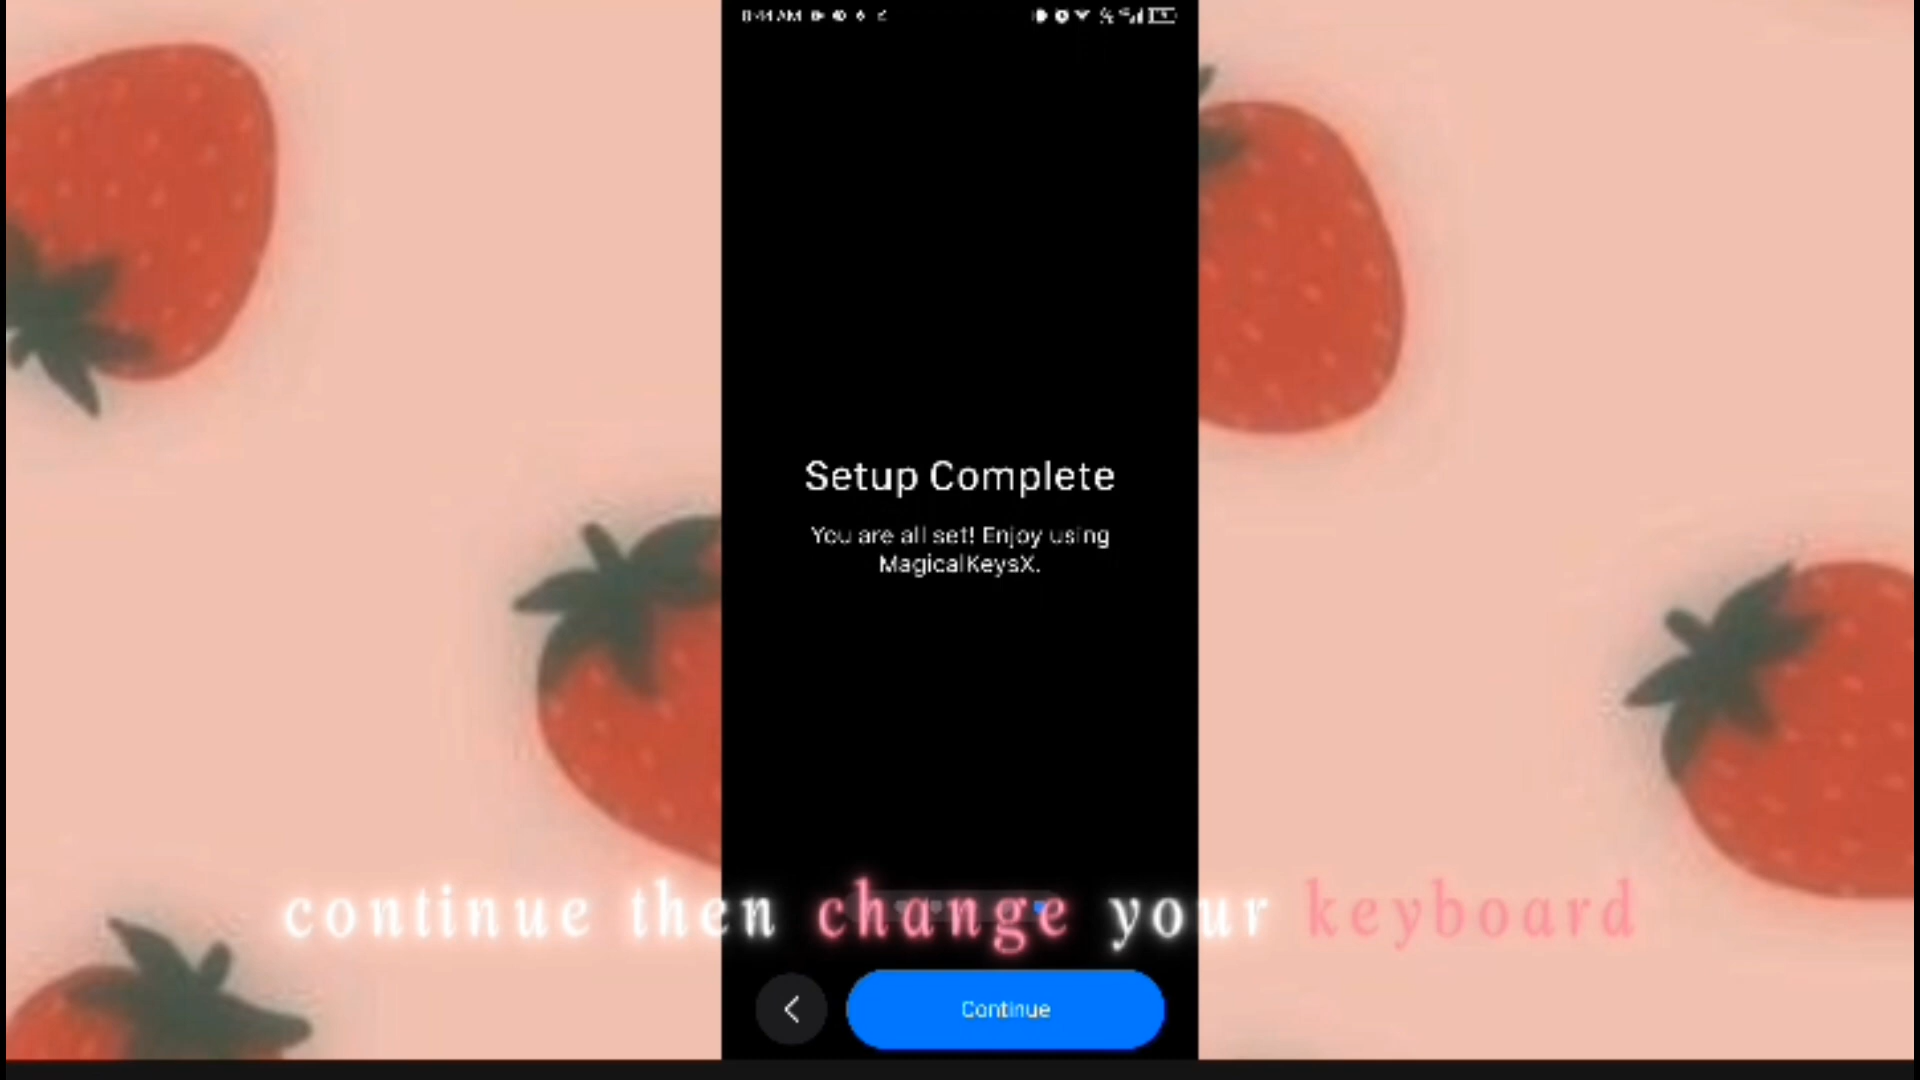 Setup Complete
You are all set! Enjoy using
MagicalKeysX.
continue then change your keyboard
Continue